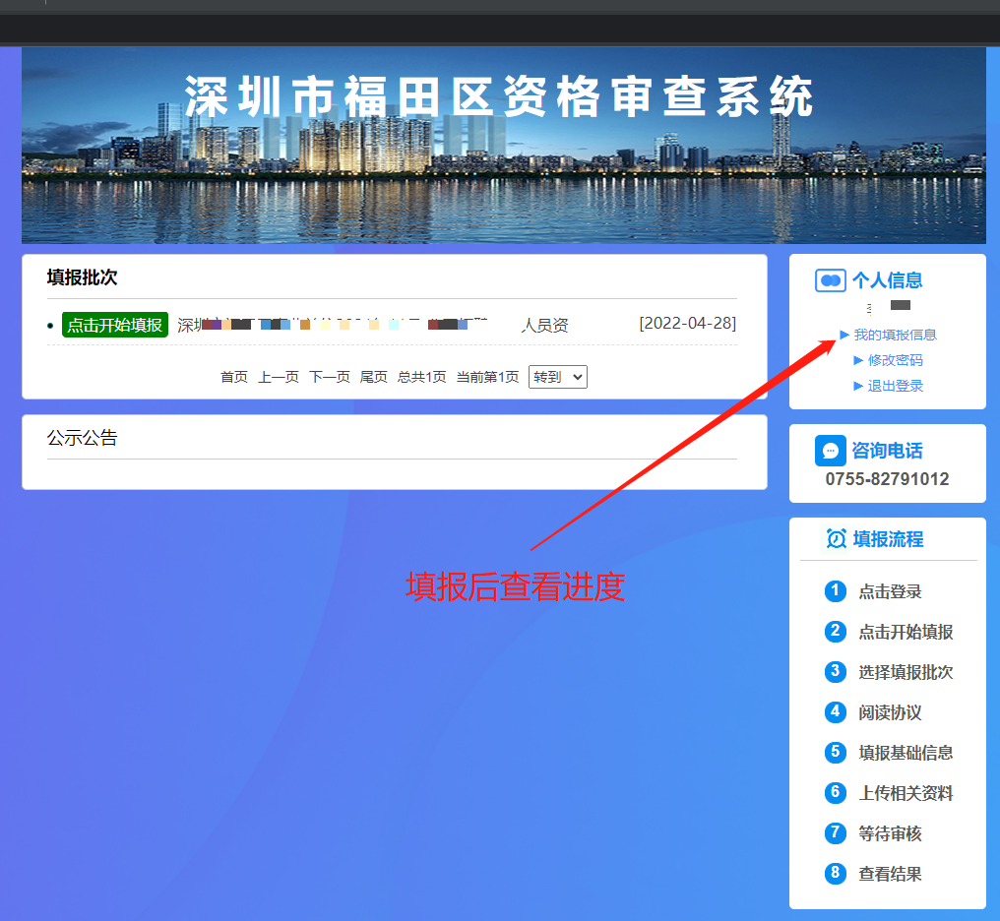 深圳市福田区资格审查系统
填报批次
点击开始填报 深圳 人员资 [2022-04-28]
首页 上一页 下一页 尾页 总共1页 当前第1页 转到
公示公告
填报后查看进度
个人信息
▶ 我的填报信息
▶ 修改密码
▶ 退出登录
咨询电话
0755-82791012
填报流程
1 点击登录
2 点击开始填报
3 选择填报批次
4 阅读协议
5 填报基础信息
6 上传相关资料
7 等待审核
8 查看结果